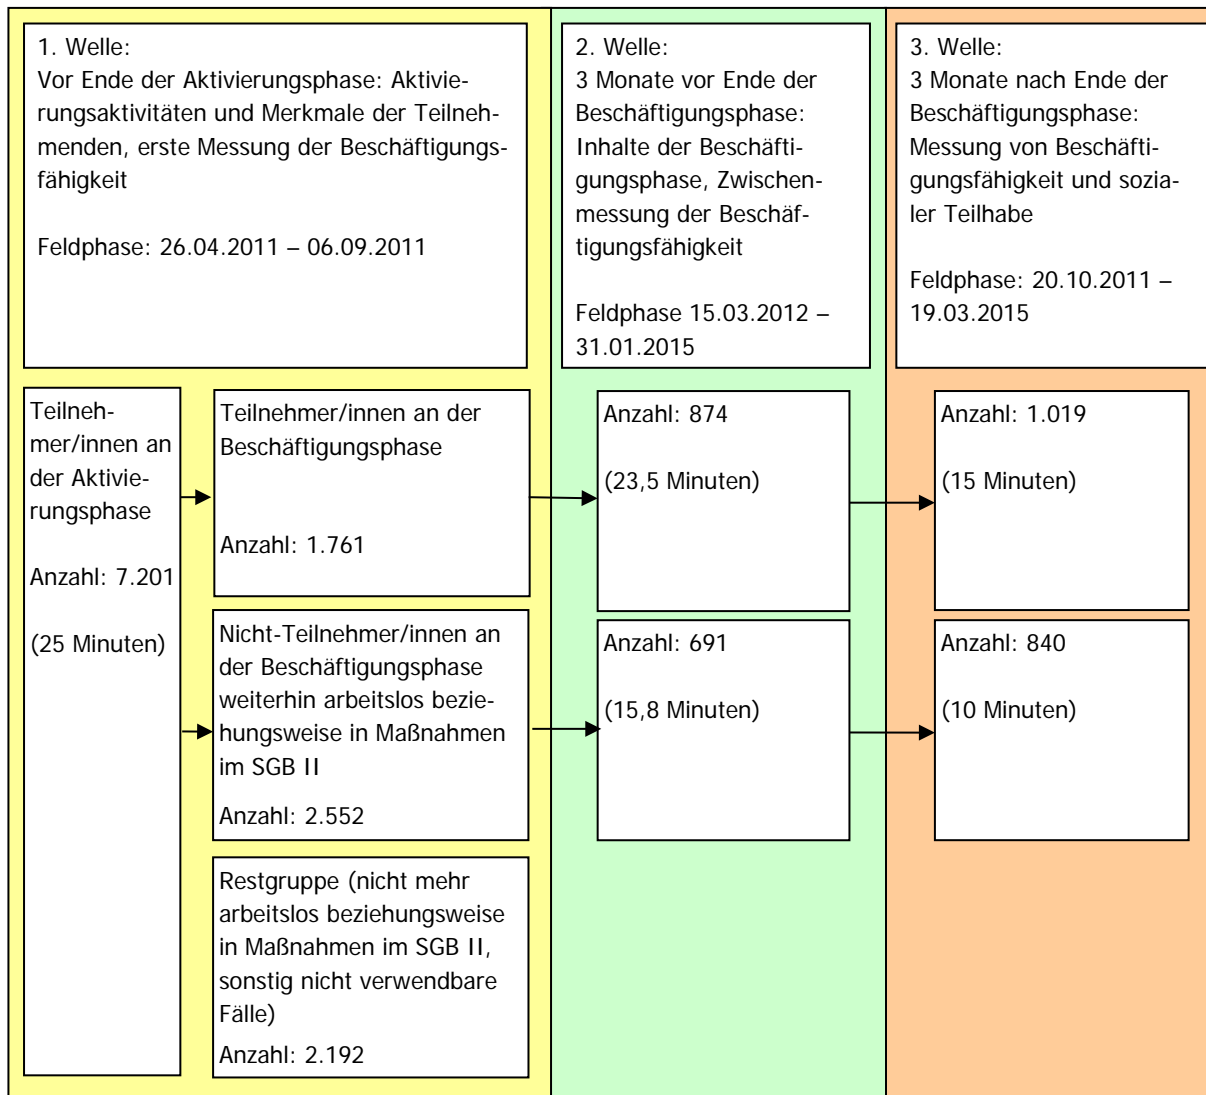 1. Welle:
Vor Ende der Aktivierungsphase: Aktivie-
rungsaktivitäten und Merkmale der Teilneh-
menden, erste Messung der Beschäftigungs-
fähigkeit
Feldphase: 26.04.2011 – 06.09.2011
2. Welle:
3 Monate vor Ende der
Beschäftigungsphase:
Inhalte der Beschäfti-
gungsphase, Zwischen-
messung der Beschäf-
tigungsfähigkeit
Feldphase 15.03.2012 –
31.01.2015
3. Welle:
3 Monate nach Ende der
Beschäftigungsphase:
Messung von Beschäfti-
gungsfähigkeit und sozia-
ler Teilhabe
Feldphase: 20.10.2011 –
19.03.2015
Teilneh-
mer/innen an
der Aktivie-
rungsphase
Anzahl: 7.201
(25 Minuten)
Teilnehmer/innen an der
Beschäftigungsphase
Anzahl: 1.761
Anzahl: 874
(23,5 Minuten)
Anzahl: 1.019
(15 Minuten)
Nicht-Teilnehmer/innen an
der Beschäftigungsphase
weiterhin arbeitslos bezie-
hungsweise in Maßnahmen
im SGB II
Anzahl: 2.552
Anzahl: 691
(15,8 Minuten)
Anzahl: 840
(10 Minuten)
Restgruppe (nicht mehr
arbeitslos beziehungsweise
in Maßnahmen im SGB II,
sonstig nicht verwendbare
Fälle)
Anzahl: 2.192